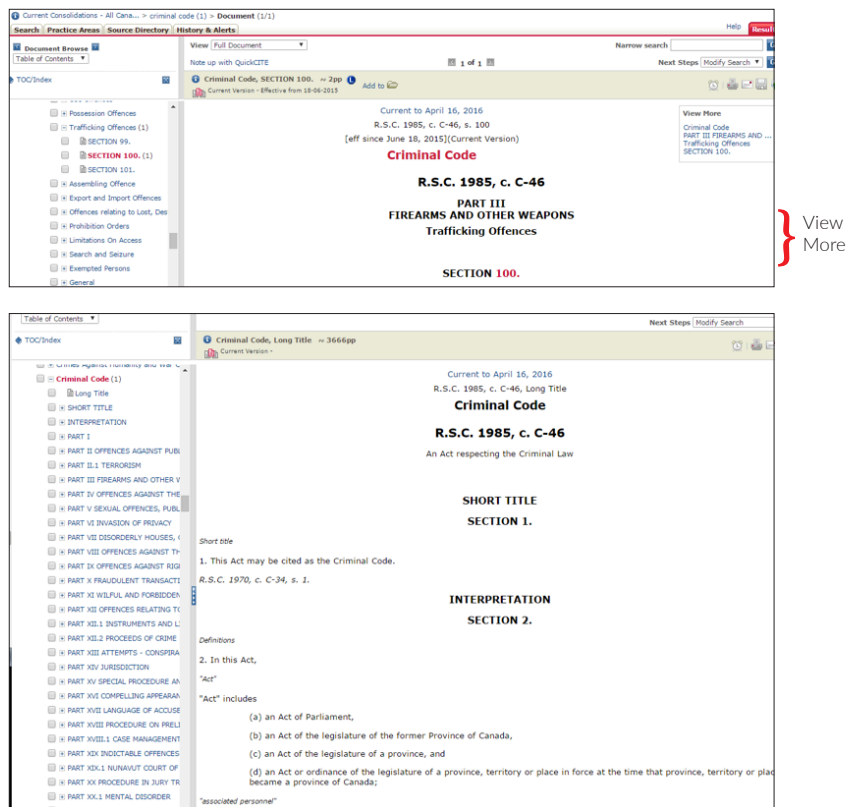 Current Consolidations - All Cana... > criminal code (1) > Document (1/1)
Search Practice Areas Source Directory History & Alerts Help Resul
Document Browse
View Full Document Narrow search
Table of Contents
Note up with QuickCITE 1 of 1 Next Steps Modify Search
TOC/Index
Criminal Code, SECTION 100. ~ 2pp L Add to
Current Version - Effective from 18-06-2015
Possession Offences
Trafficking Offences (1)
SECTION 99.
SECTION 100. (1)
SECTION 101.
Assembling Offence
Export and Import Offences
Offences relating to Lost, Des
Prohibition Orders
Limitations On Access
Search and Seizure
Exempted Persons
General
Current to April 16, 2016
R.S.C. 1985, c. C-46, s. 100
[eff since June 18, 2015](Current Version)
Criminal Code
R.S.C. 1985, c. C-46
PART III
FIREARMS AND OTHER WEAPONS
Trafficking Offences
SECTION 100.
View More
Criminal Code
PART III FIREARMS AND ...
Trafficking Offences
SECTION 100.
View
More
Table of Contents
Next Steps Modify Search
TOC/Index
Criminal Code, Long Title ~ 3666pp
Current Version -
Crimes Against Humanity and War C
Criminal Code (1)
Long Title
SHORT TITLE
INTERPRETATION
PART I
PART II OFFENCES AGAINST PUBL
PART II.1 TERRORISM
PART III FIREARMS AND OTHER V
PART IV OFFENCES AGAINST THE
PART V SEXUAL OFFENCES, PUBL
PART VI INVASION OF PRIVACY
PART VII DISORDERLY HOUSES, (
PART VIII OFFENCES AGAINST TH
PART IX OFFENCES AGAINST RIG
PART X FRAUDULENT TRANSACTI
PART XI WILFUL AND FORBIDDEN
PART XII OFFENCES RELATING TO
PART XII.1 INSTRUMENTS AND LI
PART XII.2 PROCEEDS OF CRIME
PART XIII ATTEMPTS - CONSPIRA
PART XIV JURISDICTION
PART XV SPECIAL PROCEDURE AN
PART XVI COMPELLING APPEARAN
PART XVII LANGUAGE OF ACCUSE
PART XVIII PROCEDURE ON PRELI
PART XVIII.1 CASE MANAGEMENT
PART XIX INDICTABLE OFFENCES
PART XIX.1 NUNAVUT COURT OF
PART XX PROCEDURE IN JURY TR
PART XX.1 MENTAL DISORDER
Current to April 16, 2016
R.S.C. 1985, c. C-46, Long Title
Criminal Code
R.S.C. 1985, c. C-46
An Act respecting the Criminal Law
SHORT TITLE
SECTION 1.
Short title
1. This Act may be cited as the Criminal Code.
R.S.C. 1970, c. C-34, s. 1.
INTERPRETATION
SECTION 2.
Definitions
2. In this Act,
"Act"
"Act" includes
(a) an Act of Parliament,
(b) an Act of the legislature of the former Province of Canada,
(c) an Act of the legislature of a province, and
(d) an Act or ordinance of the legislature of a province, territory or place in force at the time that province, territory or plac
became a province of Canada;
"associated personnel"